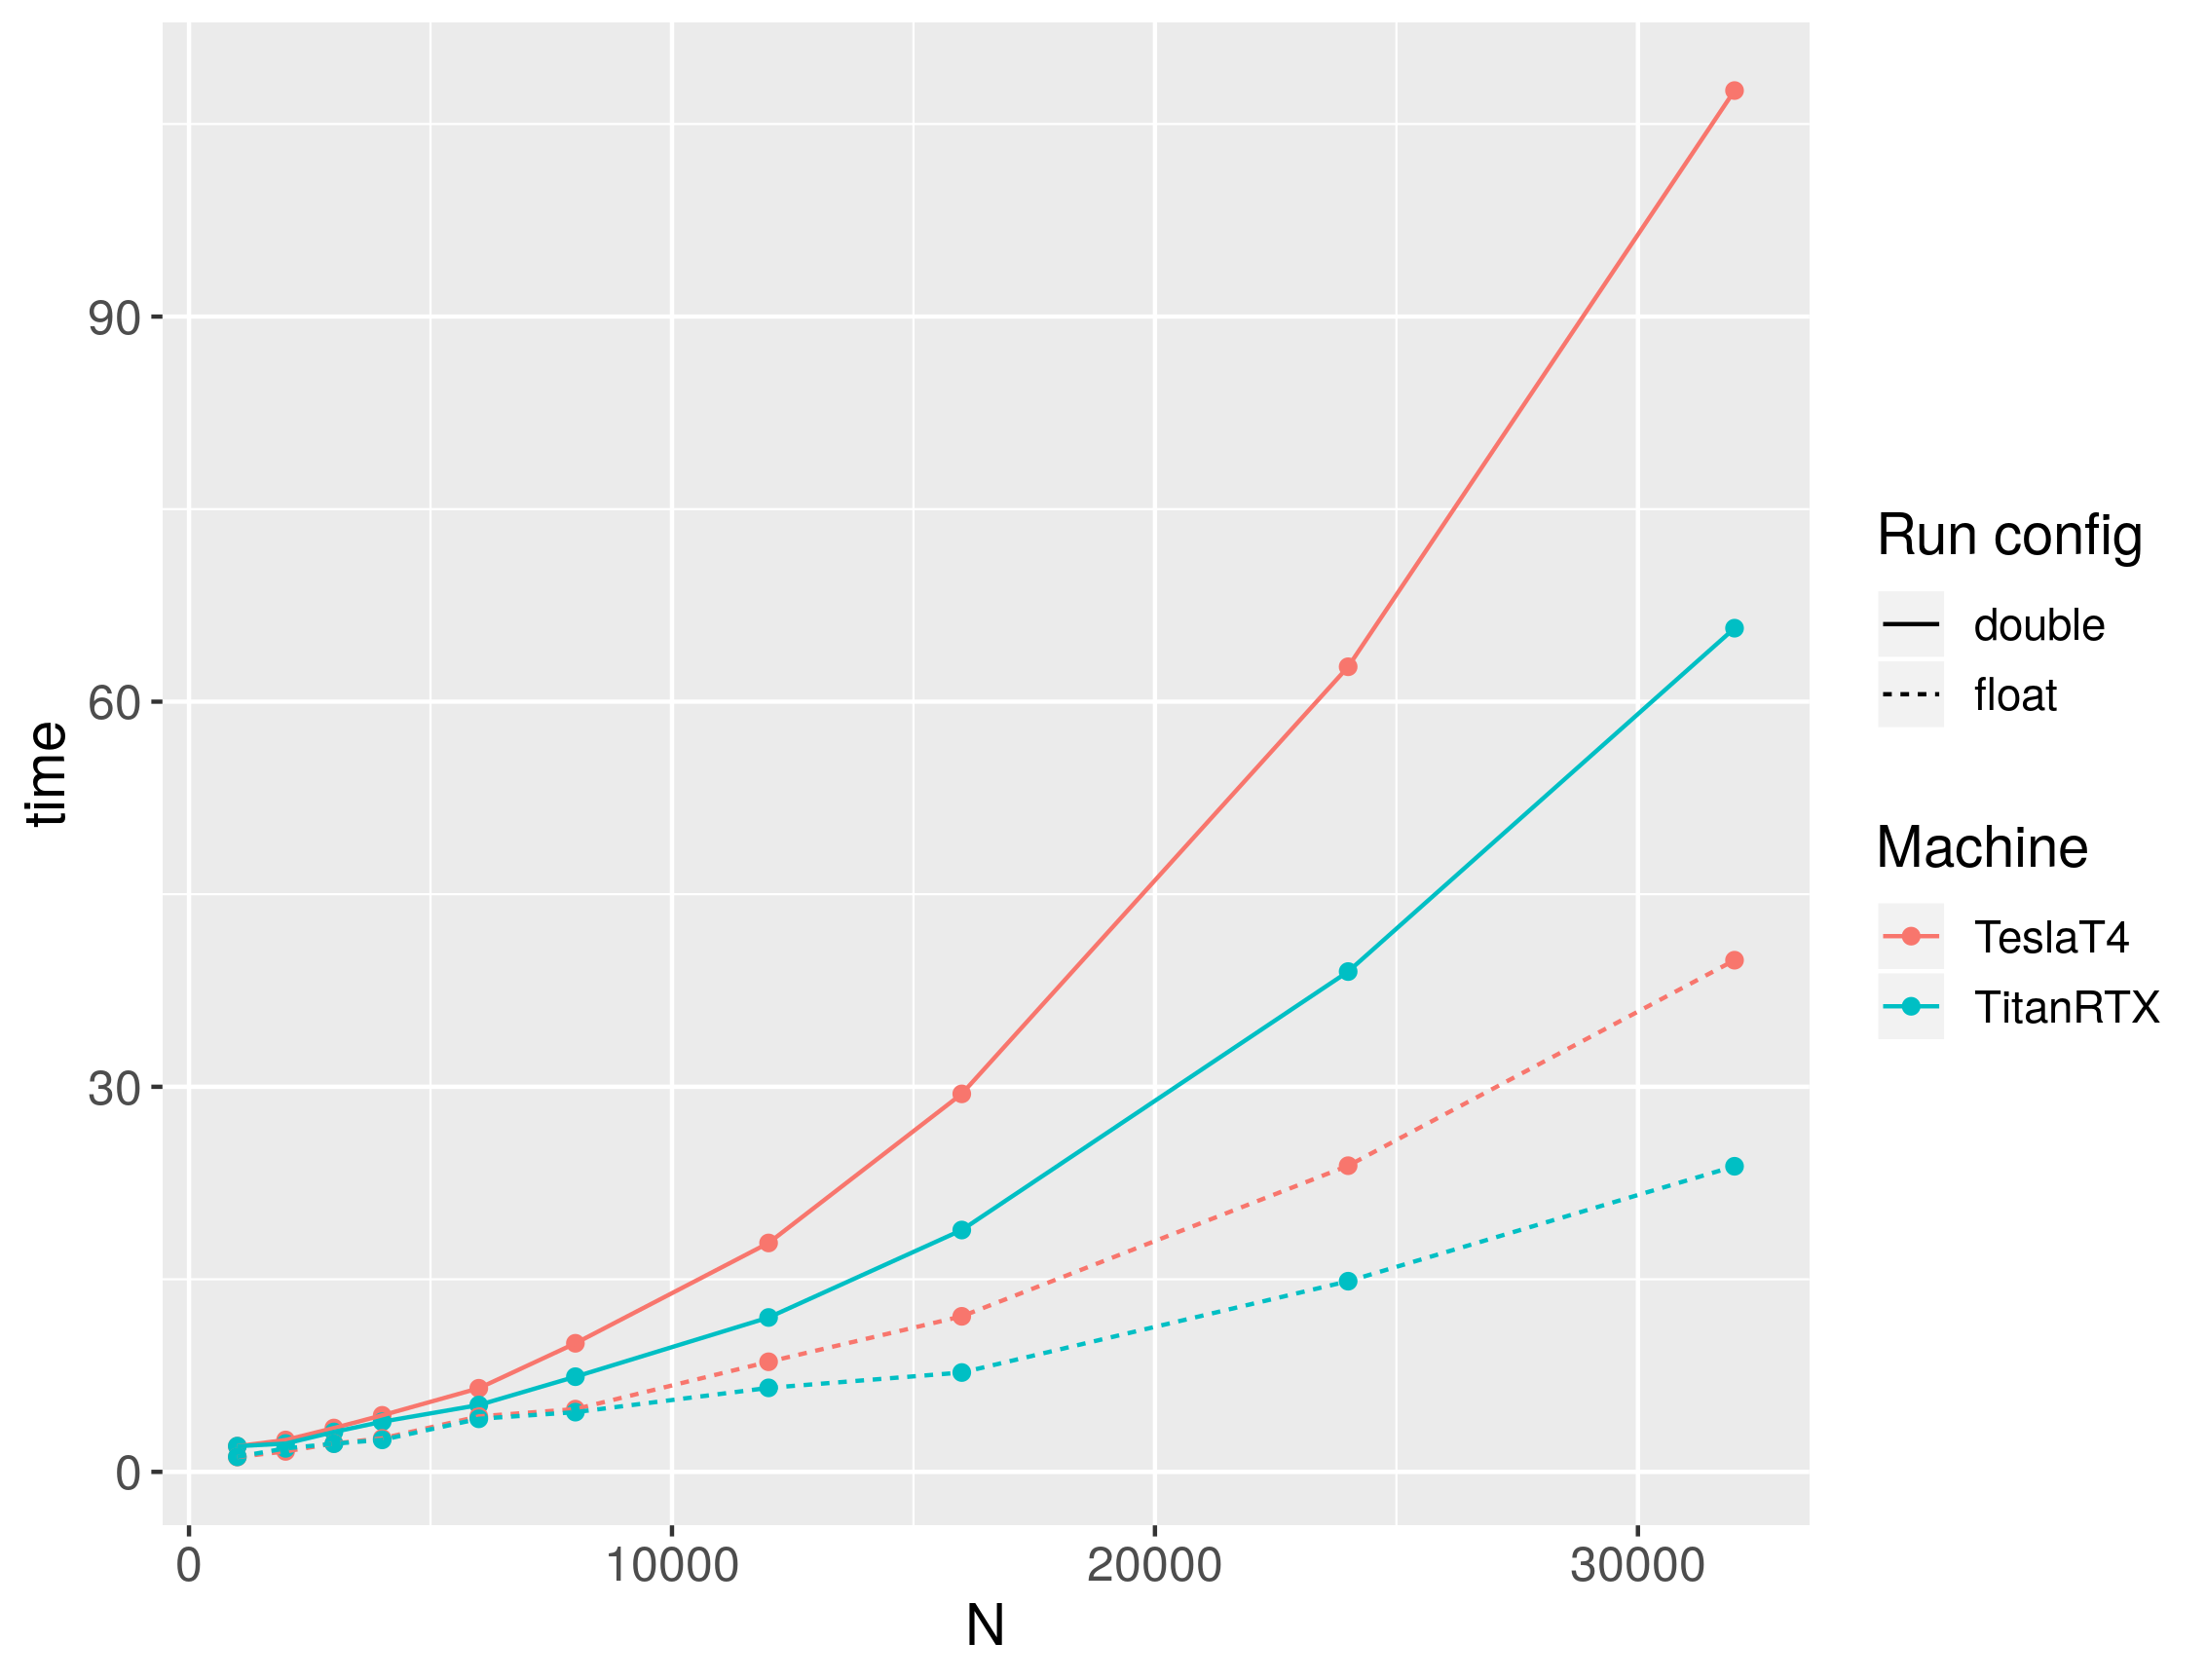 90
60
30
0
time
0 10000 20000 30000
N
Run config
double
float
Machine
TeslaT4
TitanRTX